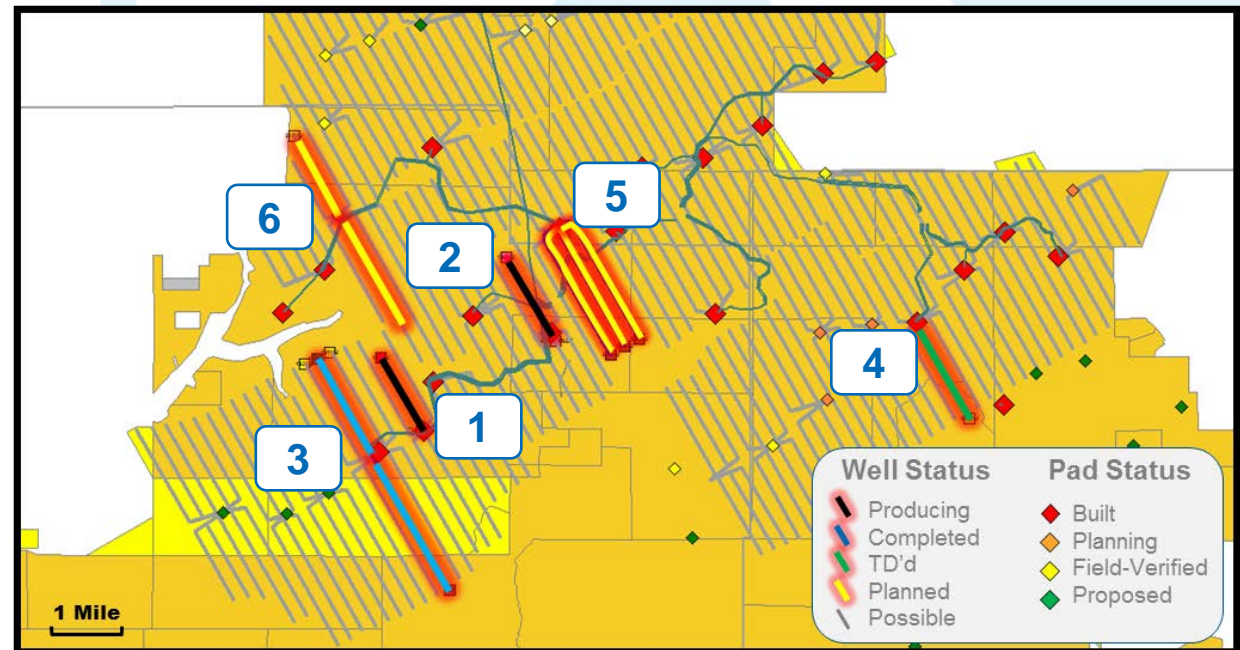 5
6
2
4
1
3
Well Status
Producing
Completed
TD'd
Planned
Possible
Pad Status
Built
Planning
Field-Verified
Proposed
1 Mile